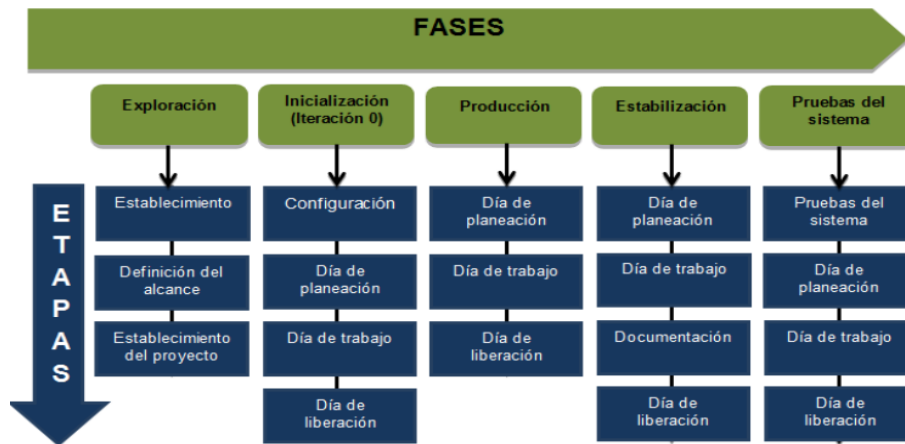 FASES
Exploración
Inicialización
(Iteración 0)
Producción
Estabilización
Pruebas del
sistema
ETAPAS
Establecimiento
Definición del
alcance
Establecimiento
del proyecto
Configuración
Día de
planeación
Día de trabajo
Día de
liberación
Día de
planeación
Día de trabajo
Día de
liberación
Día de
planeación
Día de trabajo
Documentación
Día de
liberación
Pruebas del
sistema
Día de
planeación
Día de trabajo
Día de
liberación